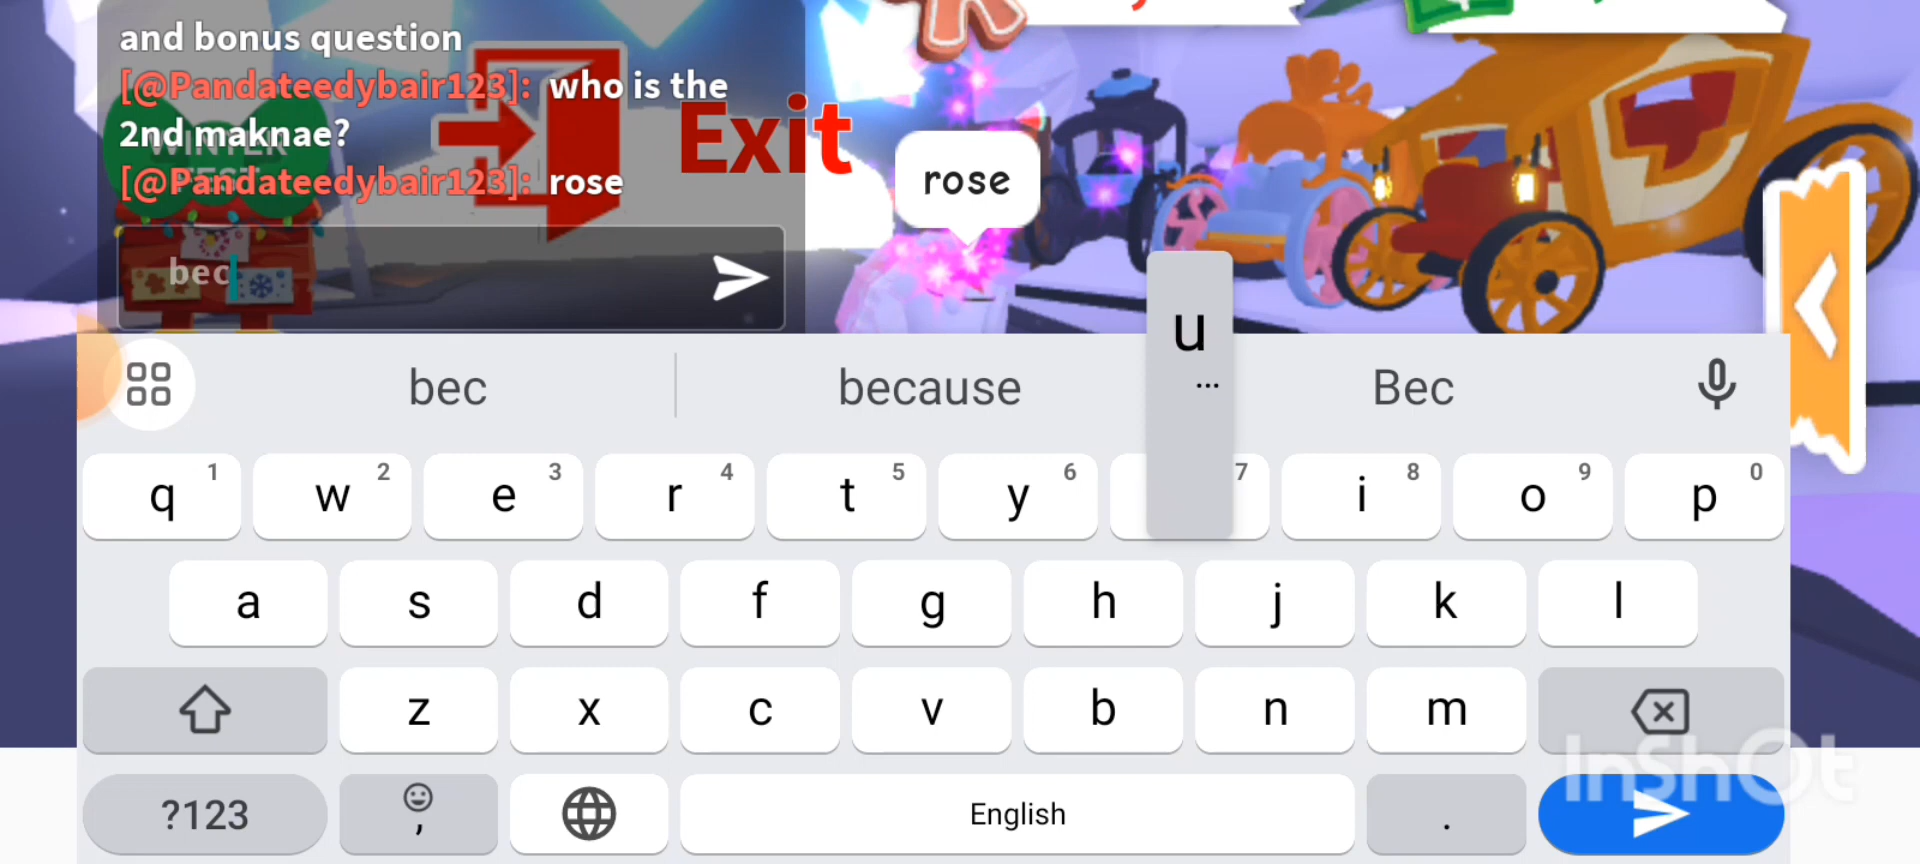 and bonus question
[@Pandateedybair123]: who is the
2nd maknae?
[@Pandateedybair123]: rose
Exit
WINTER
rose
bec
u
...
bec
because
Bec
q 1 w 2 e 3 r 4 t 5 y 6 7 i 8 o 9 p 0
a s d f g h j k l
z x c v b n m
?123 , English .
InShOt